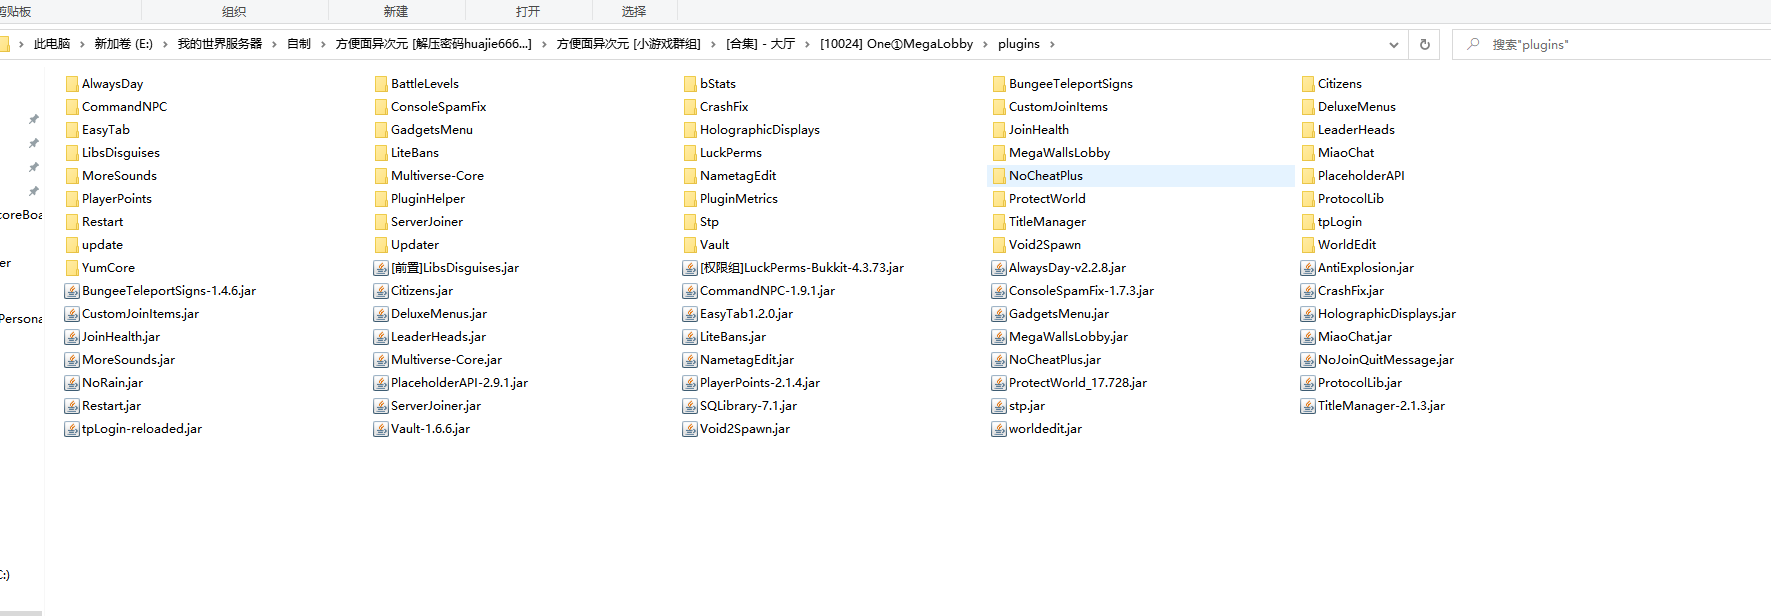 剪贴板 组织 新建 打开 选择
此电脑 › 新加卷 (E:) › 我的世界服务器 › 自制 › 方便面异次元 [解压密码huajie666...] › 方便面异次元 [小游戏群组] › [合集] - 大厅 › [10024] One①MegaLobby › plugins › 搜索"plugins"
AlwaysDay BattleLevels bStats BungeeTeleportSigns Citizens
CommandNPC ConsoleSpamFix CrashFix CustomJoinItems DeluxeMenus
EasyTab GadgetsMenu HolographicDisplays JoinHealth LeaderHeads
LibsDisguises LiteBans LuckPerms MegaWallsLobby MiaoChat
MoreSounds Multiverse-Core NametagEdit NoCheatPlus PlaceholderAPI
PlayerPoints PluginHelper PluginMetrics ProtectWorld ProtocolLib
coreBoa
Restart ServerJoiner Stp TitleManager tpLogin
update Updater Vault Void2Spawn WorldEdit
er
YumCore [前置]LibsDisguises.jar [权限组]LuckPerms-Bukkit-4.3.73.jar AlwaysDay-v2.2.8.jar AntiExplosion.jar
BungeeTeleportSigns-1.4.6.jar Citizens.jar CommandNPC-1.9.1.jar ConsoleSpamFix-1.7.3.jar CrashFix.jar
Persona
CustomJoinItems.jar DeluxeMenus.jar EasyTab1.2.0.jar GadgetsMenu.jar HolographicDisplays.jar
JoinHealth.jar LeaderHeads.jar LiteBans.jar MegaWallsLobby.jar MiaoChat.jar
MoreSounds.jar Multiverse-Core.jar NametagEdit.jar NoCheatPlus.jar NoJoinQuitMessage.jar
NoRain.jar PlaceholderAPI-2.9.1.jar PlayerPoints-2.1.4.jar ProtectWorld_17.728.jar ProtocolLib.jar
Restart.jar ServerJoiner.jar SQLibrary-7.1.jar stp.jar TitleManager-2.1.3.jar
tpLogin-reloaded.jar Vault-1.6.6.jar Void2Spawn.jar worldedit.jar
C:)